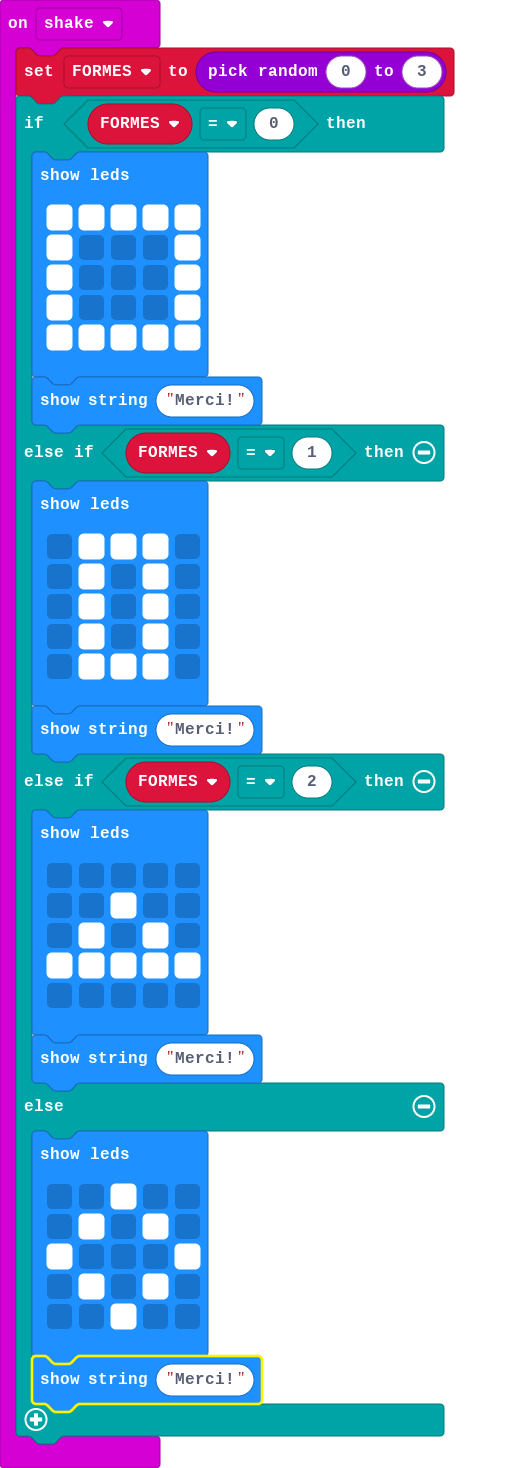 on shake
set FORMES to pick random 0 to 3
if FORMES = 0 then
show leds
show string "Merci!"
else if FORMES = 1 then
show leds
show string "Merci!"
else if FORMES = 2 then
show leds
show string "Merci!"
else
show leds
show string "Merci!"